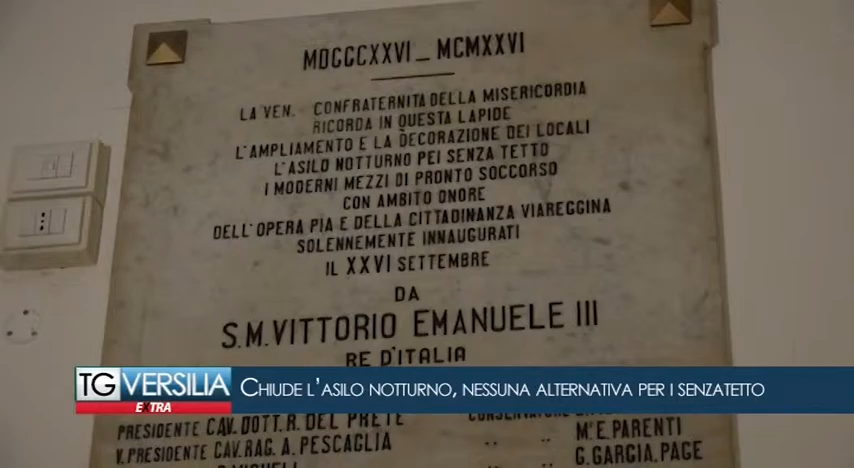 MDCCCXXVI _ MCMXXVI
LA VEN. CONFRATERNITA DELLA MISERICORDIA
RICORDA IN QUESTA LAPIDE
L'AMPLIAMENTO E LA DECORAZIONE DEI LOCALI
L'ASILO NOTTURNO PEI SENZA TETTO
I MODERNI MEZZI DI PRONTO SOCCORSO
CON AMBITO ONORE
DELL'OPERA PIA E DELLA CITTADINANZA VIAREGGINA
SOLENNEMENTE INNAUGURATI
IL XXVI SETTEMBRE
DA
S.M. VITTORIO EMANUELE III
RE D'ITALIA
TG VERSILIA
EXTRA
CHIUDE L'ASILO NOTTURNO, NESSUNA ALTERNATIVA PER I SENZATETTO
PRESIDENTE CAV. DOTT. R. DEL PRETE
V. PRESIDENTE CAV. RAG. A. PESCAGLIA
CONSERVATORE
" " Mº E. PARENTI
" " G. GARCIA. PAGE